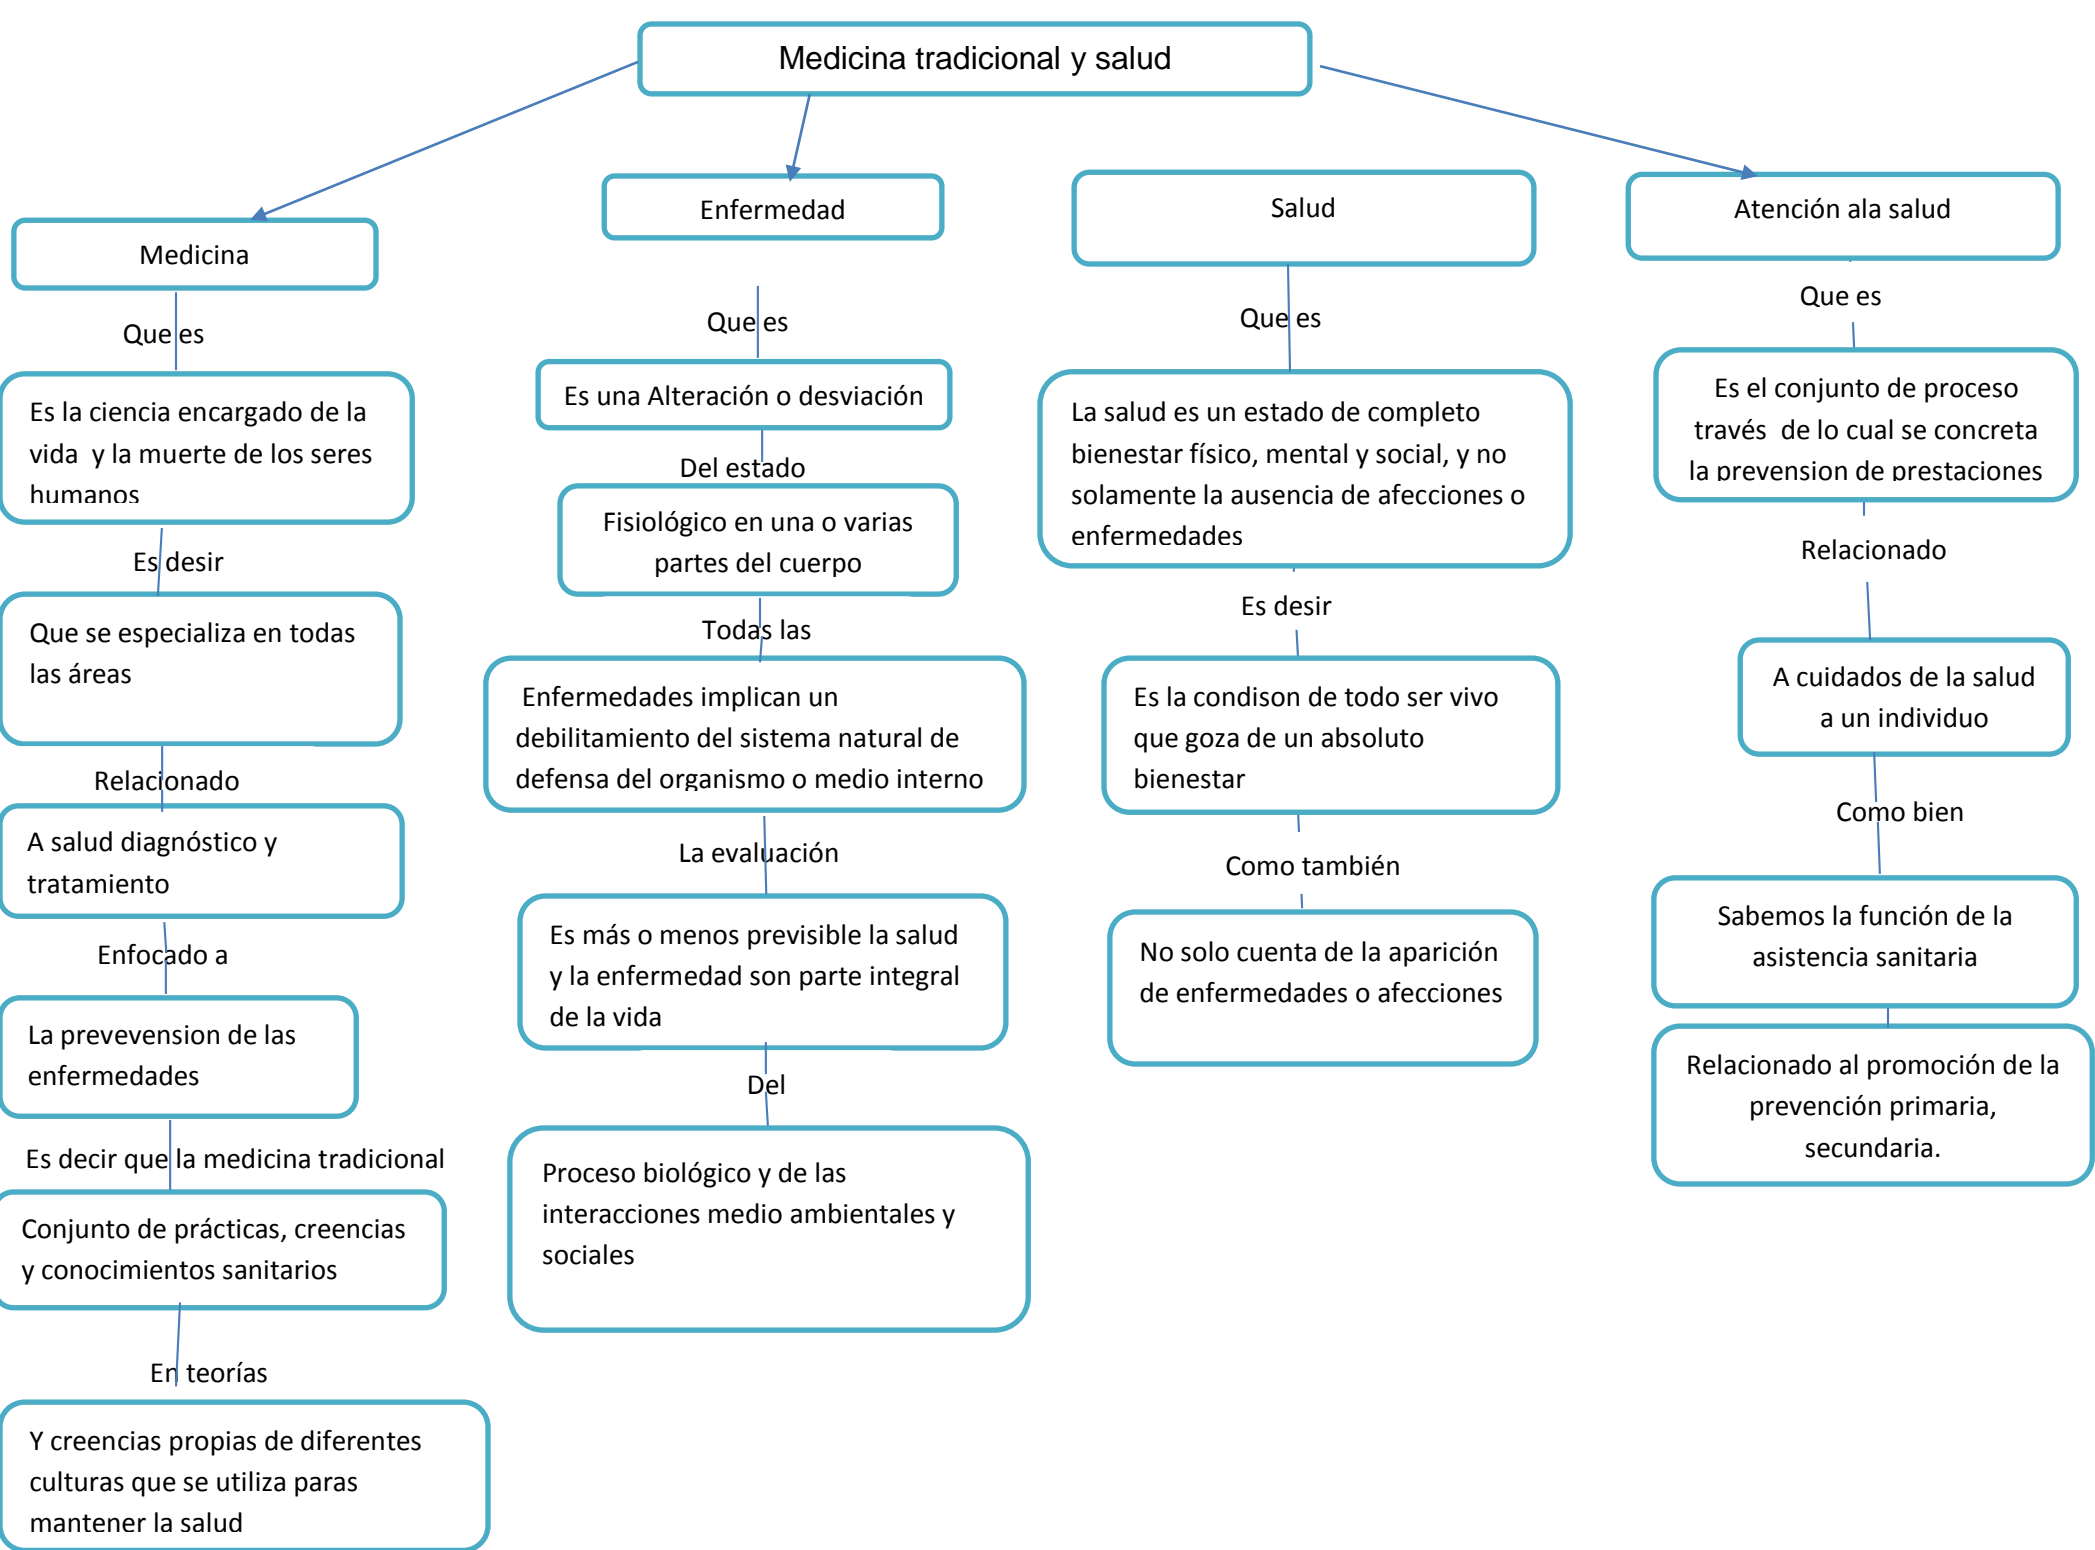 Medicina tradicional y salud
Medicina
Que es
Es la ciencia encargado de la
vida y la muerte de los seres
humanos
Es desir
Que se especializa en todas
las áreas
Relacionado
A salud diagnóstico y
tratamiento
Enfocado a
La prevevension de las
enfermedades
Es decir que la medicina tradicional
Conjunto de prácticas, creencias
y conocimientos sanitarios
En teorías
Y creencias propias de diferentes
culturas que se utiliza paras
mantener la salud
Enfermedad
Que es
Es una Alteración o desviación
Del estado
Fisiológico en una o varias
partes del cuerpo
Todas las
Enfermedades implican un
debilitamiento del sistema natural de
defensa del organismo o medio interno
La evaluación
Es más o menos previsible la salud
y la enfermedad son parte integral
de la vida
Del
Proceso biológico y de las
interacciones medio ambientales y
sociales
Salud
Que es
La salud es un estado de completo
bienestar físico, mental y social, y no
solamente la ausencia de afecciones o
enfermedades
Es desir
Es la condison de todo ser vivo
que goza de un absoluto
bienestar
Como también
No solo cuenta de la aparición
de enfermedades o afecciones
Atención ala salud
Que es
Es el conjunto de proceso
través de lo cual se concreta
la prevension de prestaciones
Relacionado
A cuidados de la salud
a un individuo
Como bien
Sabemos la función de la
asistencia sanitaria
Relacionado al promoción de la
prevención primaria,
secundaria.